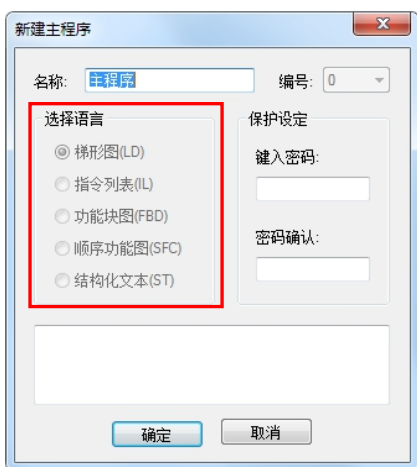 新建主程序
名称: 主程序 编号: 0
选择语言 保护设定
梯形图(LD) 键入密码:
指令列表(IL)
功能块图(FBD) 密码确认:
顺序功能图(SFC)
结构化文本(ST)
确定 取消